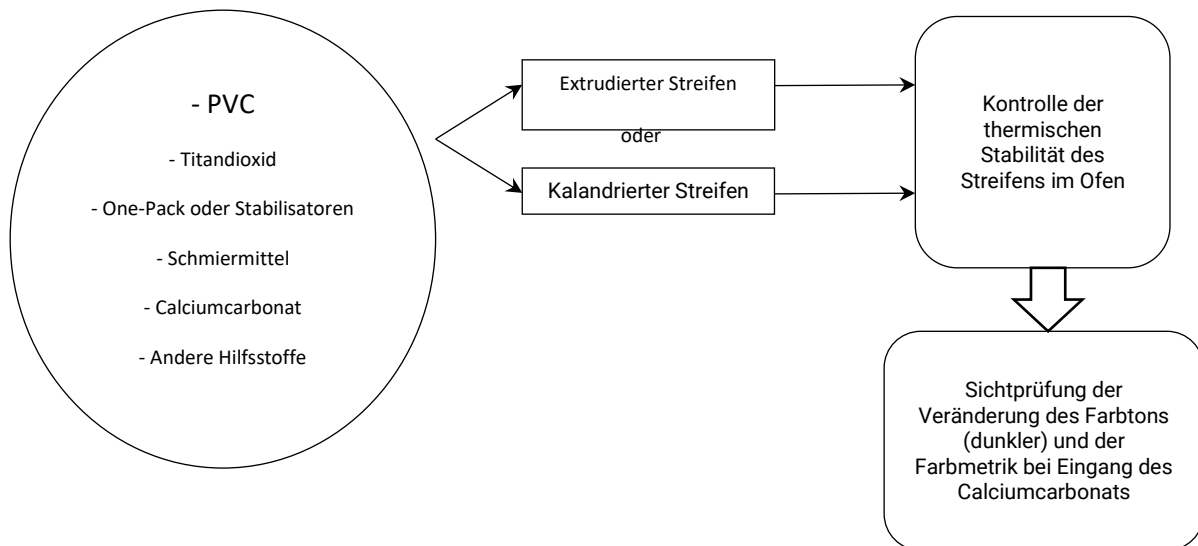 - PVC
- Titandioxid
- One-Pack oder Stabilisatoren
- Schmiermittel
- Calciumcarbonat
- Andere Hilfsstoffe
Extrudierter Streifen
oder
Kalandrierter Streifen
Kontrolle der
thermischen
Stabilität des
Streifens im Ofen
Sichtprüfung der
Veränderung des Farbtons
(dunkler) und der
Farbmetrik bei Eingang des
Calciumcarbonats